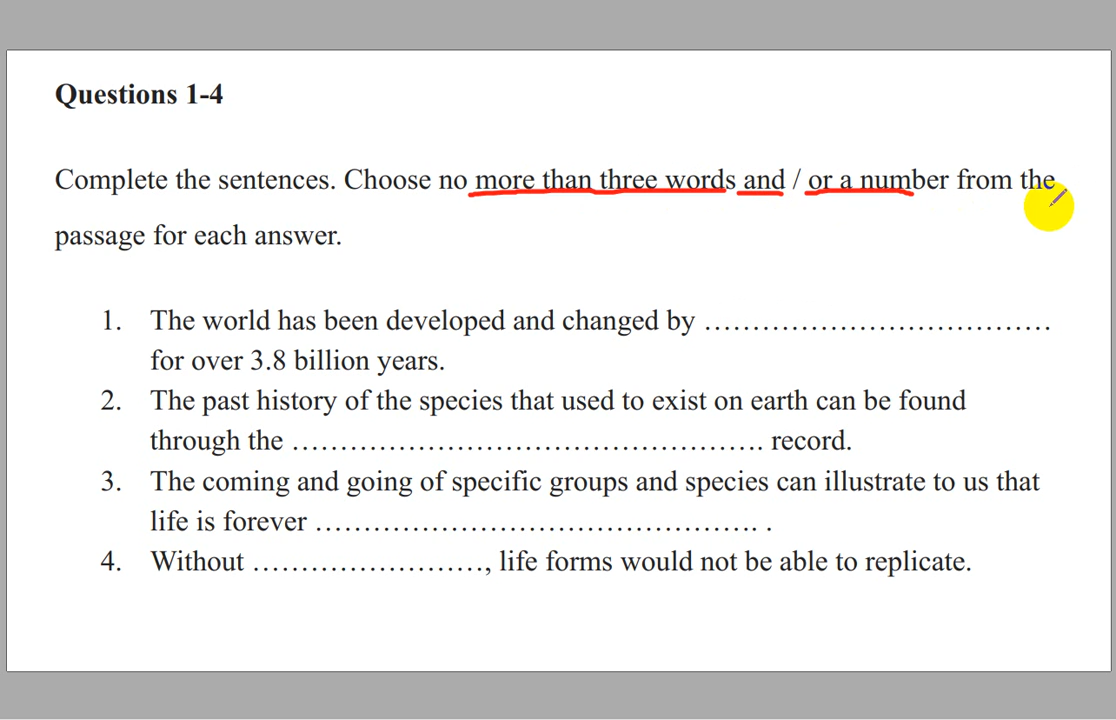 Questions 1-4
Complete the sentences. Choose no more than three words and / or a number from the
passage for each answer.
1. The world has been developed and changed by ………………………………
for over 3.8 billion years.
2. The past history of the species that used to exist on earth can be found
through the …………………………………………. record.
3. The coming and going of specific groups and species can illustrate to us that
life is forever ………………………………………. .
4. Without ……………………, life forms would not be able to replicate.